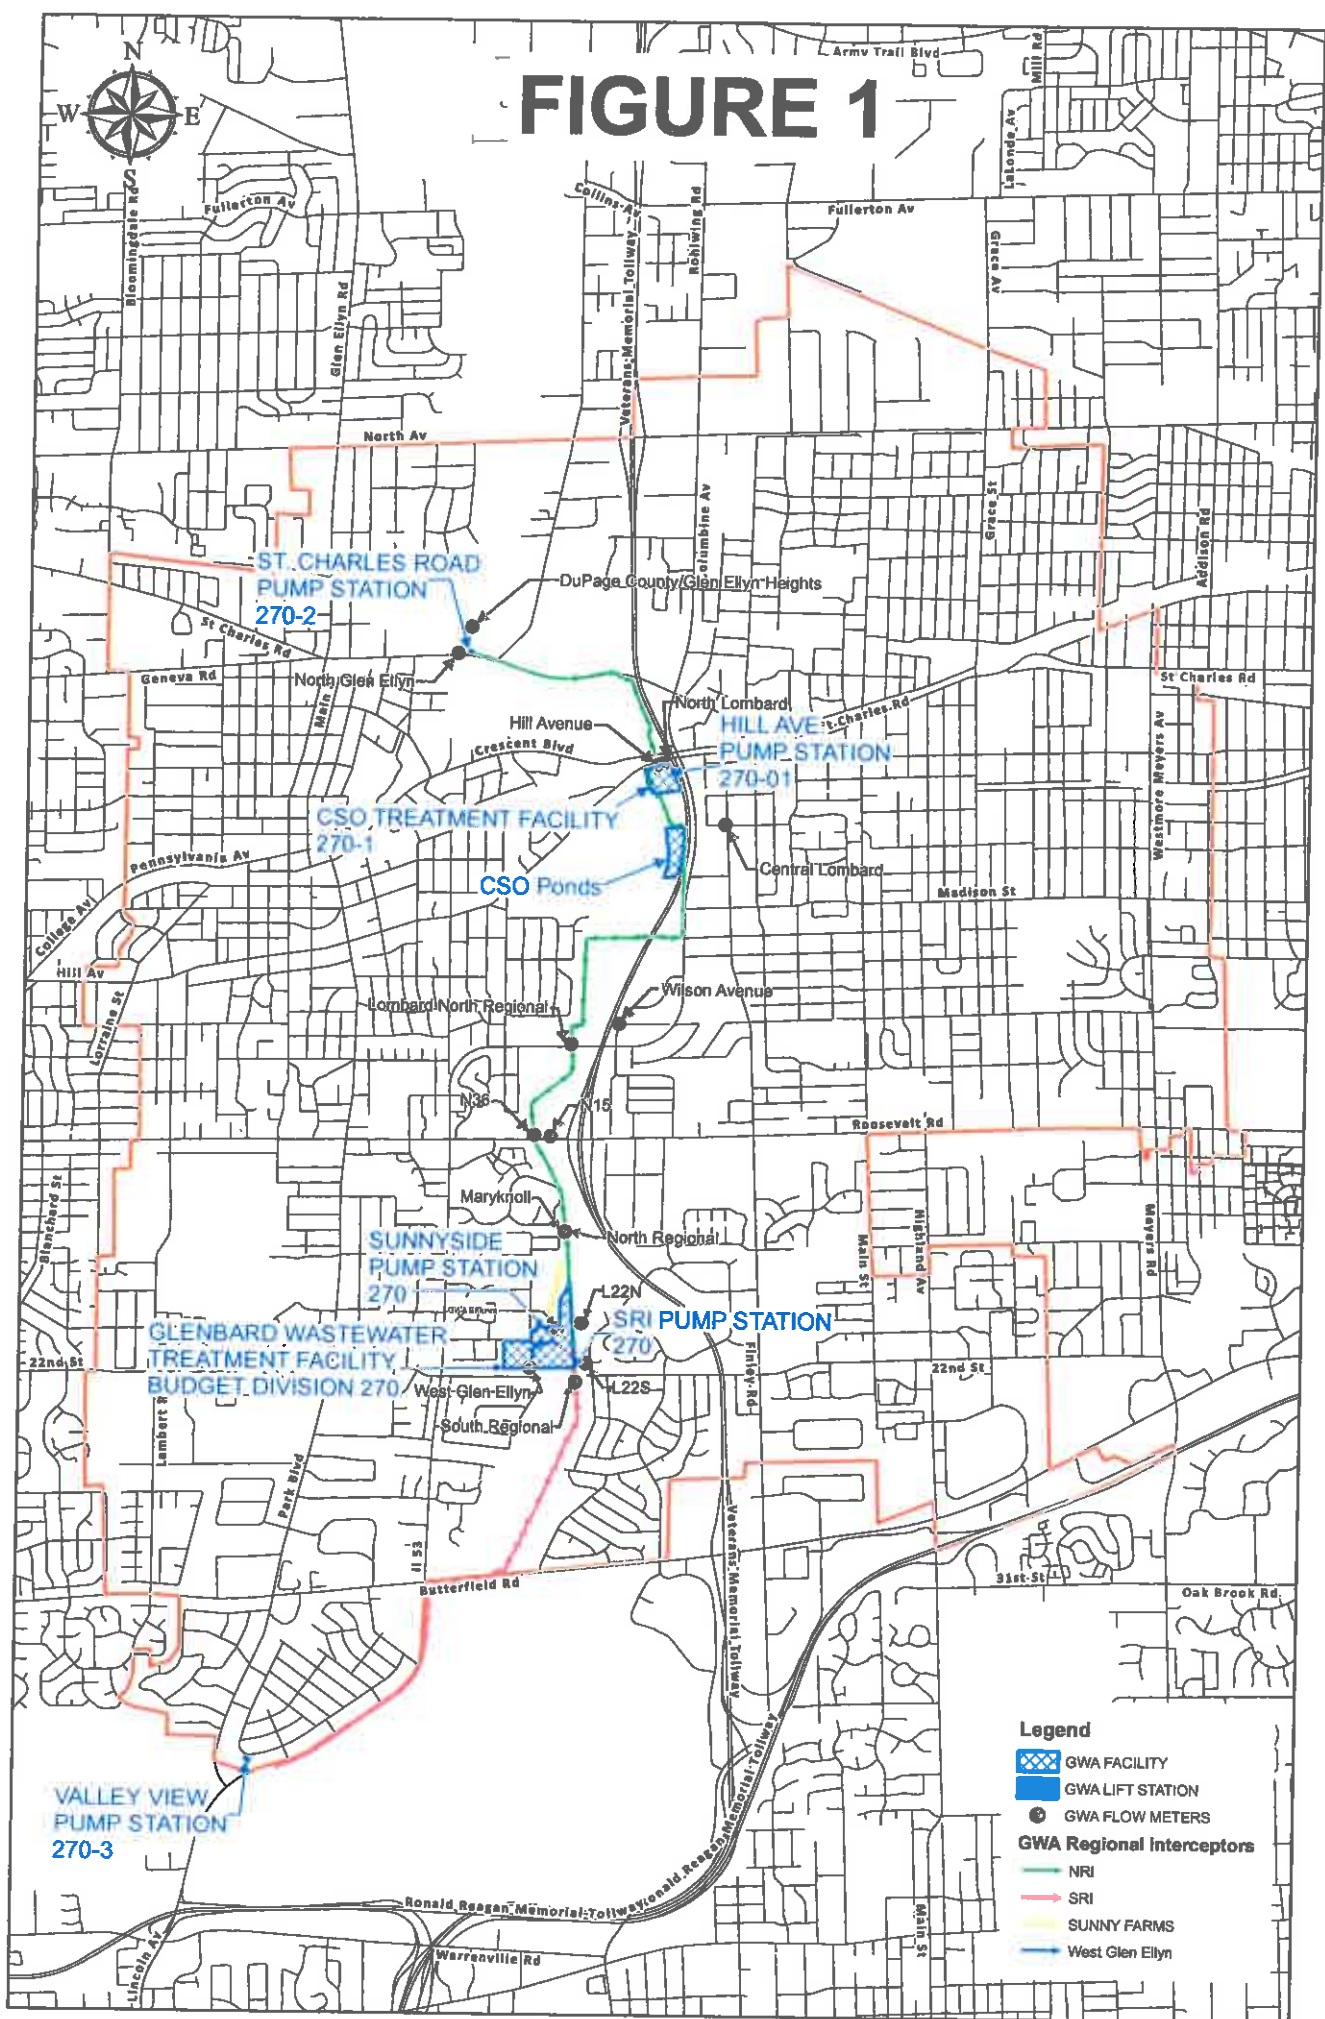 Army Trail Blvd
Mill Rd
FIGURE 1
N
W
E
S
LaLonde Av
Bloomingdale Rd
Fullerton Av
Collins Av
Rohlwing Rd
Fullerton Av
Grace Av
Glen Ellyn Rd
Veterans Memorial Tollway
North Av
Columbine Av
Grace St
Addison Rd
ST. CHARLES ROAD
PUMP STATION
270-2
DuPage County/Glen Ellyn Heights
St Charles Rd
Geneva Rd
North Glen Ellyn
Main
St Charles Rd
North Lombard
Hill Avenue
t Charles Rd
HILL AVE
PUMP STATION
270-01
Crescent Blvd
Westmore Meyers Av
CSO TREATMENT FACILITY
270-1
Pennsylvania Av
Central Lombard
CSO Ponds
Madison St
College Av
Hill Av
Lombard North Regional
Wilson Avenue
Lorraine St
N36
N15
Roosevelt Rd
Blanchard St
Maryknoll
North Regional
Main St
Highland Av
Meyers Rd
SUNNYSIDE
PUMP STATION
270
L22N
SRI PUMP STATION
270
GLENBARD WASTEWATER
TREATMENT FACILITY
BUDGET DIVISION 270
22nd St
22nd St
Finley Rd
West Glen Ellyn
L22S
South Regional
Lambert R
Park Blvd
Il 53
Butterfield Rd
Veterans Memorial Tollway
31st St
Oak Brook Rd
VALLEY VIEW
PUMP STATION
270-3
Legend
GWA FACILITY
GWA LIFT STATION
GWA FLOW METERS
GWA Regional Interceptors
NRI
SRI
SUNNY FARMS
West Glen Ellyn
Ronald Reagan Memorial Tollway
onald Reagan Memorial Tollway
Main St
Warrenville Rd
Lincoln Av